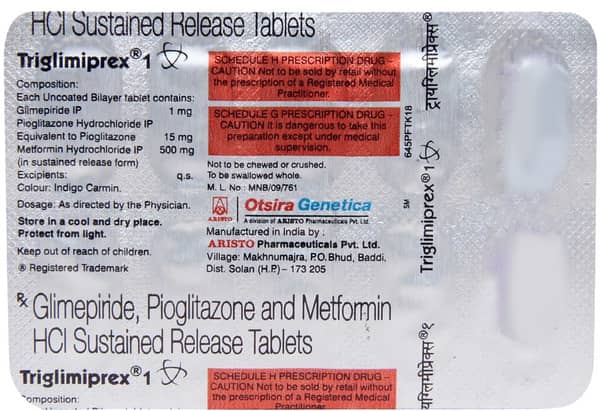 HCl Sustained Release Tablets
Triglimiprex® 1
Composition:
Each Uncoated Bilayer tablet contains:
Glimepiride IP 1 mg
Pioglitazone Hydrochloride IP
Equivalent to Pioglitazone 15 mg
Metformin Hydrochloride IP 500 mg
(in sustained release form)
Excipients: q.s.
Colour: Indigo Carmin.
Dosage: As directed by the Physician.
Store in a cool and dry place.
Protect from light.
Keep out of reach of children.
® Registered Trademark
SCHEDULE H PRESCRIPTION DRUG –
CAUTION Not to be sold by retail without
the prescription of a Registered Medical
Practitioner.
SCHEDULE G PRESCRIPTION DRUG –
CAUTION it is dangerous to take this
preparation except under medical
supervision.
Not to be chewed or crushed.
To be swallowed whole.
M. L. No : MNB/09/761
ARISTO
Otsira Genetica
SM
A division of ARISTO Pharmaceuticals Pvt. Ltd.
Manufactured in India by :
ARISTO Pharmaceuticals Pvt. Ltd.
Village: Makhnumajra, P.O. Bhud, Baddi,
Dist. Solan (H.P.) – 173 205
645PFTK18
Triglimiprex® 1
ट्रायग्लिमीप्रेक्स® १
Rx Glimepiride, Pioglitazone and Metformin
HCl Sustained Release Tablets
Triglimiprex® 1
SCHEDULE H PRESCRIPTION DRUG –
CAUTION Not to be sold by retail without
the prescription of a Registered Medical